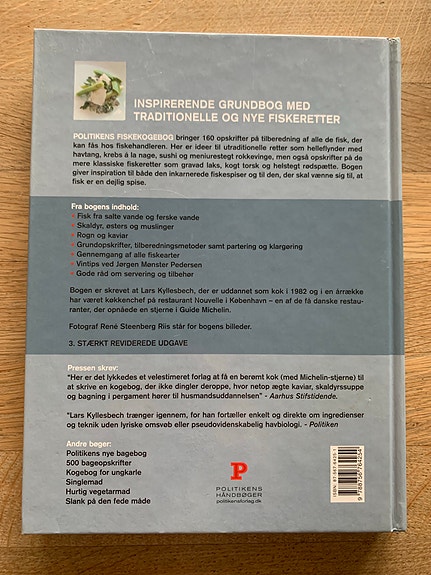 INSPIRERENDE GRUNDBOG MED
TRADITIONELLE OG NYE FISKERETTER
POLITIKENS FISKEKOGEBOG bringer 160 opskrifter på tilberedning af alle de fisk, der
kan fås hos fiskehandleren. Her er ideer til utraditionelle retter som helleflynder med
havtang, krebs à la nage, sushi og meniurestegt rokkevinge, men også opskrifter på de
mere klassiske fiskeretter som gravad laks, kogt torsk og helstegt rødspætte. Bogen
giver inspiration til både den inkarnerede fiskespiser og til den, der skal vænne sig til, at
fisk er en dejlig spise.
Fra bogens indhold:
• Fisk fra salte vande og ferske vande
• Skaldyr, østers og muslinger
• Rogn og kaviar
• Grundopskrifter, tilberedningsmetoder samt partering og klargøring
• Gennemgang af alle fiskearter
• Vintips ved Jørgen Mønster Pedersen
• Gode råd om servering og tilbehør
Bogen er skrevet at Lars Kyllesbech, der er uddannet som kok i 1982 og i en årrække
har været køkkenchef på restaurant Nouvelle i København – en af de få danske restau-
ranter, der opnåede en stjerne i Guide Michelin.
Fotograf René Steenberg Riis står for bogens billeder.
3. STÆRKT REVIDEREDE UDGAVE
Pressen skrev:
"Her er det lykkedes et velestimeret forlag at få en berømt kok (med Michelin-stjerne) til
at skrive en kogebog, der ikke dingler deroppe, hvor netop ægte kaviar, skaldyrssuppe
og bagning i pergament hører til husmandsuddannelsen" - Aarhus Stifstidende.
"Lars Kyllesbech trænger igennem, for han fortæller enkelt og direkte om ingredienser
og teknik uden lyriske omsveb eller pseudovidenskabelig havbiologi. - Politiken
Andre bøger:
Politikens nye bagebog
500 bageopskrifter
Kogebog for ungkarle
Singlemad
Hurtig vegetarmad
Slank på den fede måde
P
POLITIKENS
HÅNDBØGER
politikensforlag.dk
ISBN: 87-567-6425-1
9 788756 764254